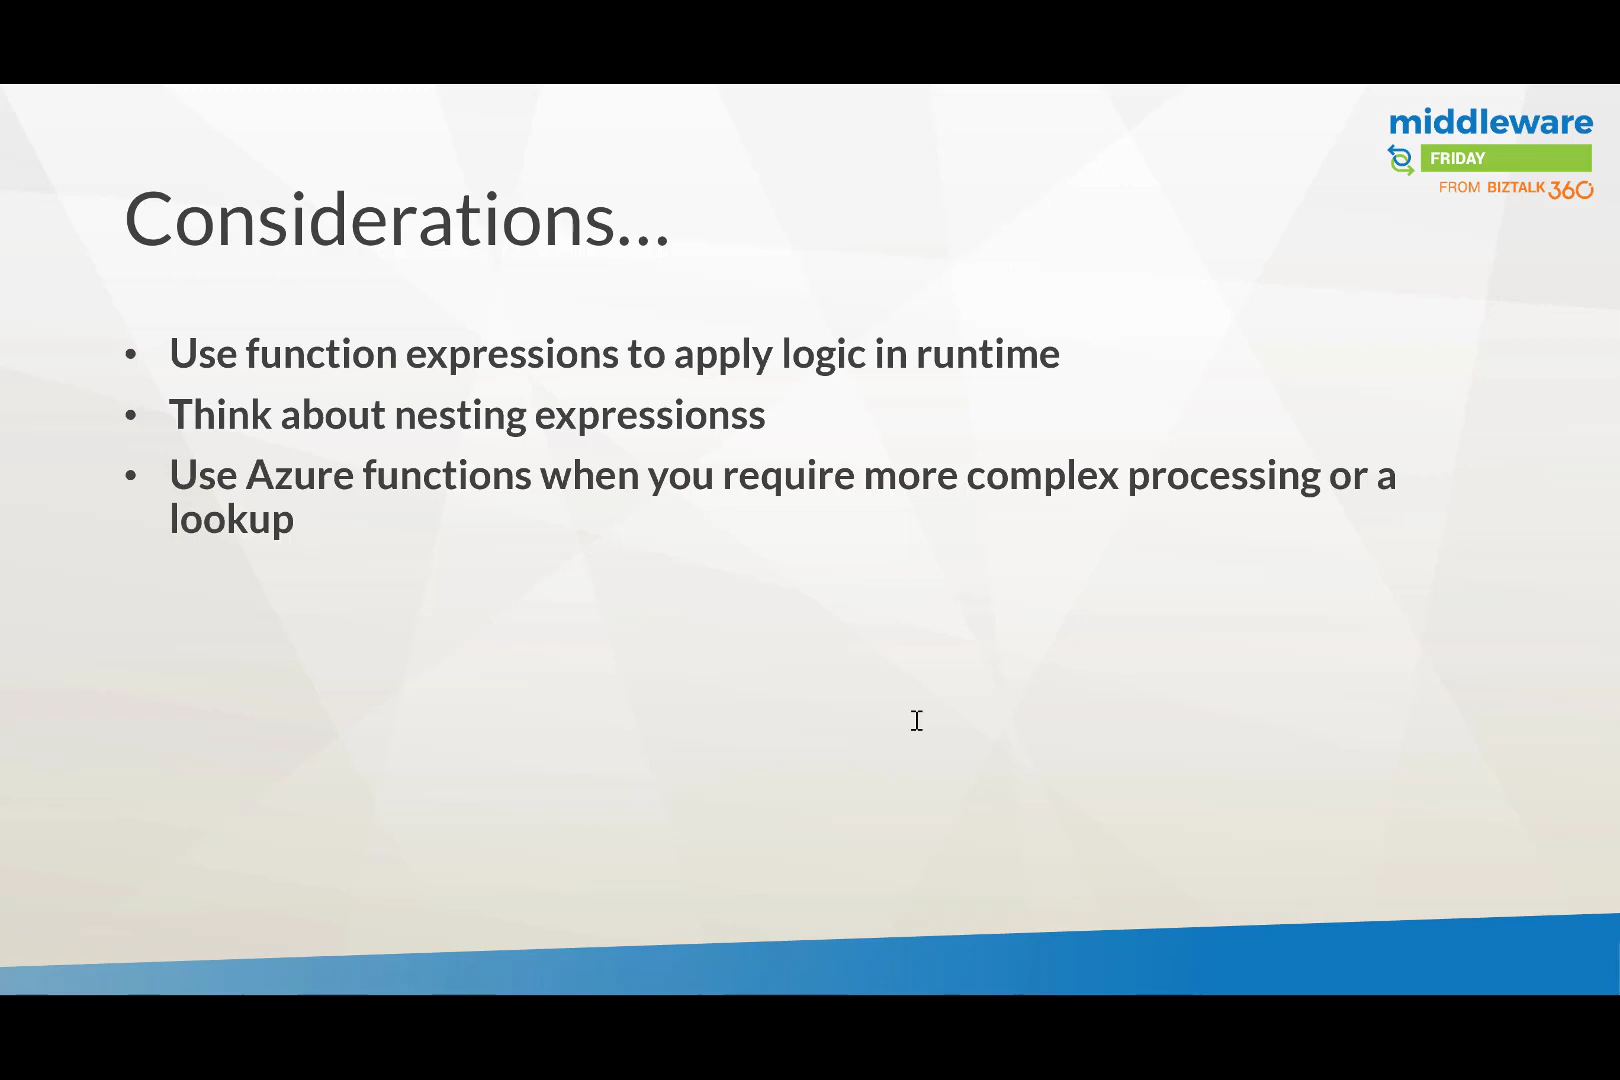 middleware
FRIDAY
FROM BIZTALK 360
Considerations...
• Use function expressions to apply logic in runtime
• Think about nesting expressionss
• Use Azure functions when you require more complex processing or a
lookup